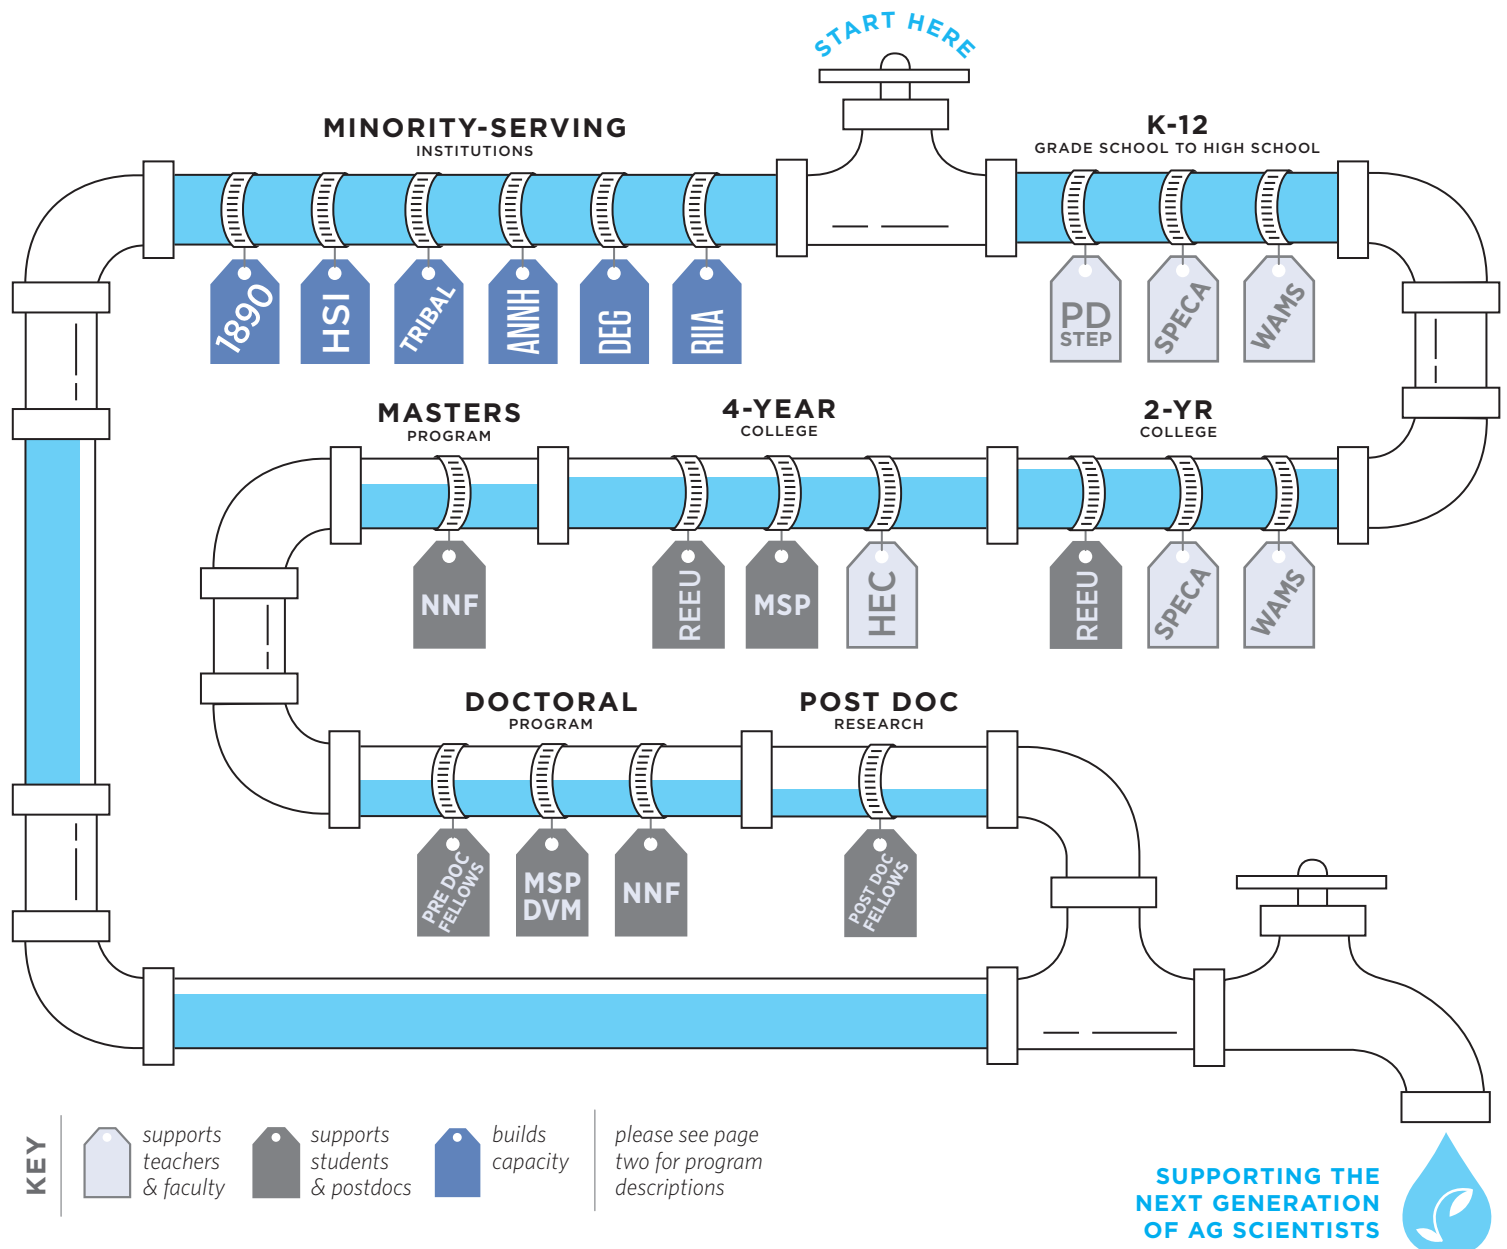 START HERE
MINORITY-SERVING
INSTITUTIONS
K-12
GRADE SCHOOL TO HIGH SCHOOL
1890
HSI
TRIBAL
ANNH
DEG
RIIA
PD
STEP
SPECA
WAMS
MASTERS
PROGRAM
4-YEAR
COLLEGE
2-YR
COLLEGE
NNF
REEU
MSP
HEC
REEU
SPECA
WAMS
DOCTORAL
PROGRAM
POST DOC
RESEARCH
PRE DOC
FELLOWS
MSP
DVM
NNF
POST DOC
FELLOWS
KEY
supports
teachers
& faculty
supports
students
& postdocs
builds
capacity
please see page
two for program
descriptions
SUPPORTING THE
NEXT GENERATION
OF AG SCIENTISTS